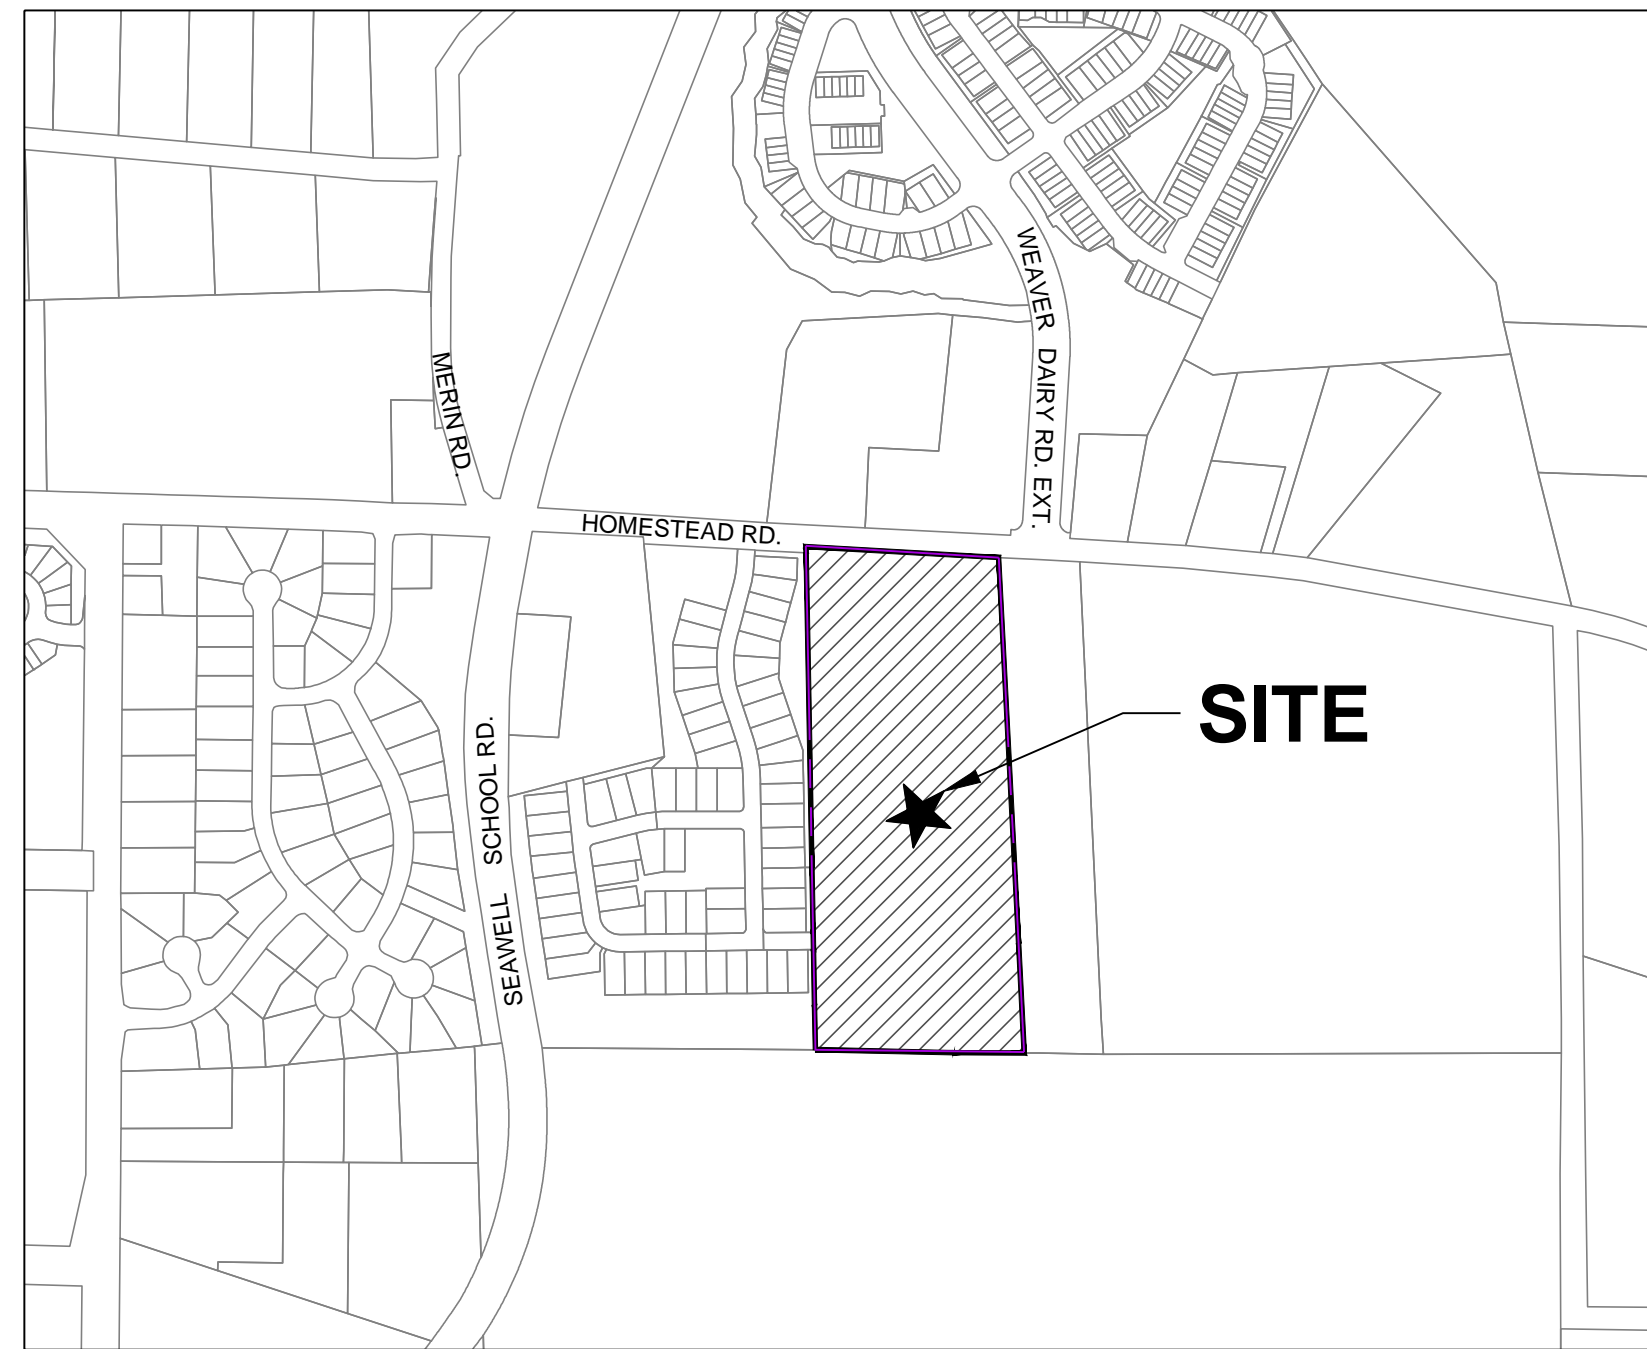 WEAVER DAIRY RD. EXT.
MERIN RD.
HOMESTEAD RD.
SITE
SEAWELL SCHOOL RD.